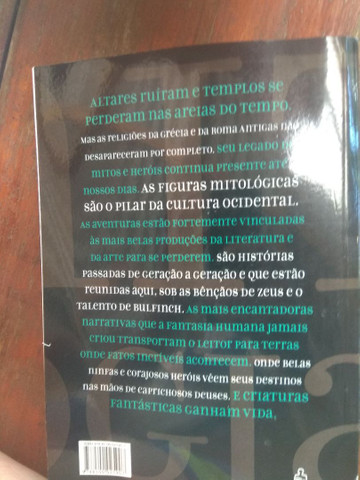 Altares ruíram e templos se
perderam nas areias do tempo.
Mas as religiões da Grécia e da Roma antigas não
desapareceram por completo, seu legado de
mitos e heróis continua presente até
nossos dias. As figuras mitológicas
são o pilar da cultura ocidental.
As aventuras estão fortemente vinculadas
às mais belas produções da literatura e
da arte para se perderem. São histórias
passadas de geração a geração e que estão
reunidas aqui, sob as bênçãos de Zeus e o
talento de Bulfinch. As mais encantadoras
narrativas que a fantasia humana jamais
criou transportam o leitor para terras
onde fatos incríveis acontecem, onde belas
ninfas e corajosos heróis vêem seus destinos
nas mãos de caprichosos deuses. E criaturas
fantásticas ganham vida.